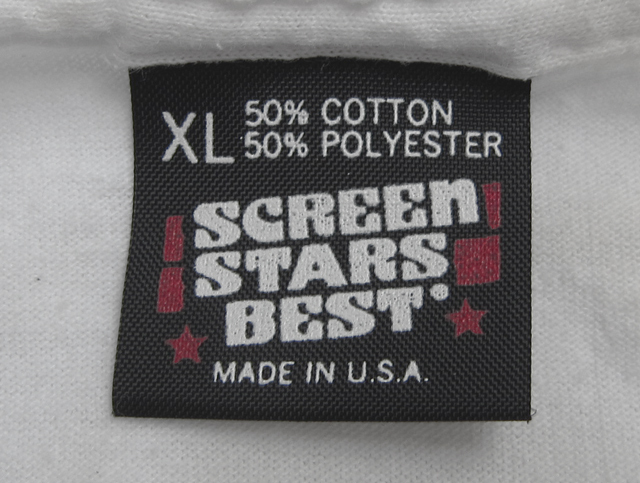 XL 50% COTTON
50% POLYESTER
SCREEN
STARS
BEST
MADE IN U.S.A.